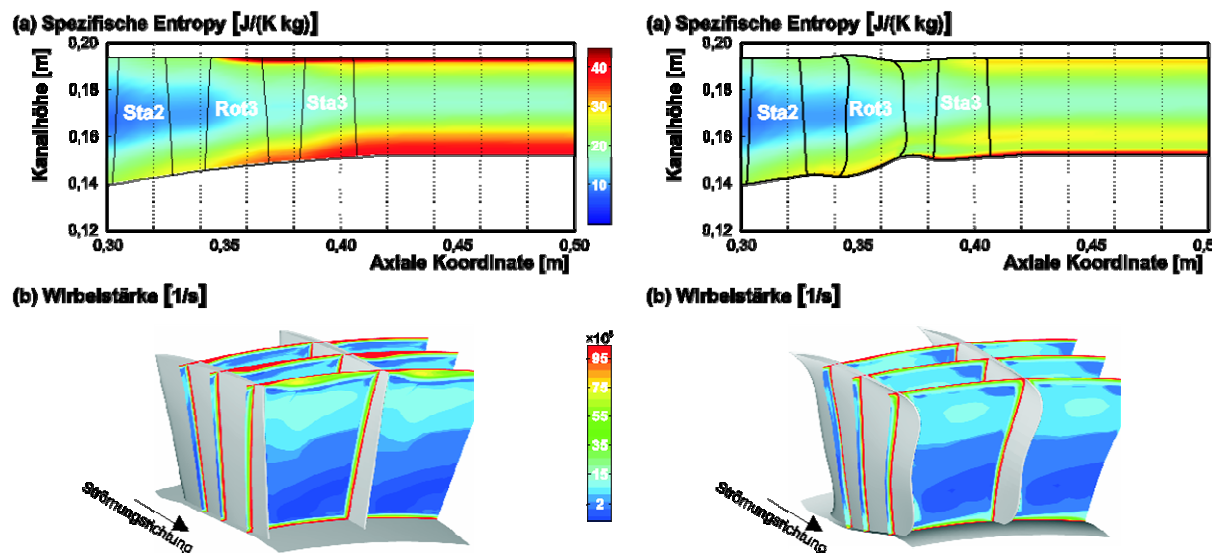 (a) Spezifische Entropy [J/(K kg)]
Kanalhöhe [m]
0,20
0,18
0,16
0,14
0,12
Sta2
Rot3
Sta3
0,30
0,35
0,40
0,45
0,50
Axiale Koordinate [m]
40
30
20
10
(a) Spezifische Entropy [J/(K kg)]
Kanalhöhe [m]
0,20
0,18
0,16
0,14
0,12
Sta2
Rot3
Sta3
0,30
0,35
0,40
0,45
0,5
Axiale Koordinate [m]
(b) Wirbelstärke [1/s]
Strömungsrichtung
95
75
55
35
15
2
(b) Wirbelstärke [1/s]
Strömungsrichtung